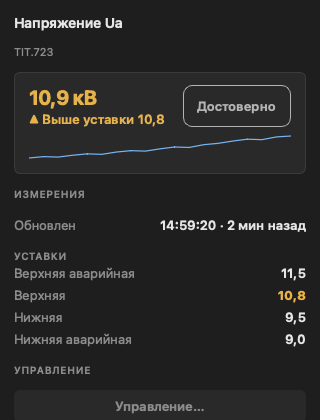 Напряжение Ua
TIT.723
10,9 кВ
Выше уставки 10,8
Достоверно
ИЗМЕРЕНИЯ
Обновлен 14:59:20 · 2 мин назад
УСТАВКИ
Верхняя аварийная 11,5
Верхняя 10,8
Нижняя 9,5
Нижняя аварийная 9,0
УПРАВЛЕНИЕ
Управление...